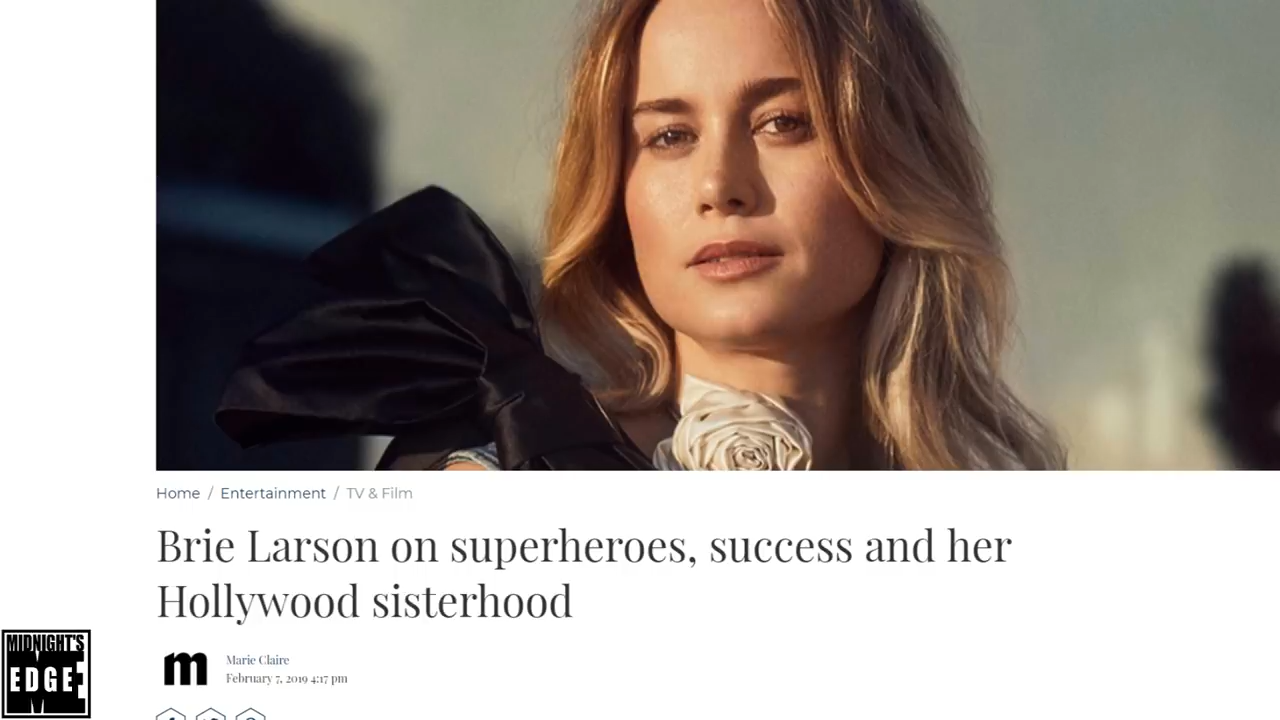 Home / Entertainment / TV & Film
Brie Larson on superheroes, success and her
Hollywood sisterhood
m
Marie Claire
February 7, 2019 4:17 pm
MIDNIGHT'S
EDGE